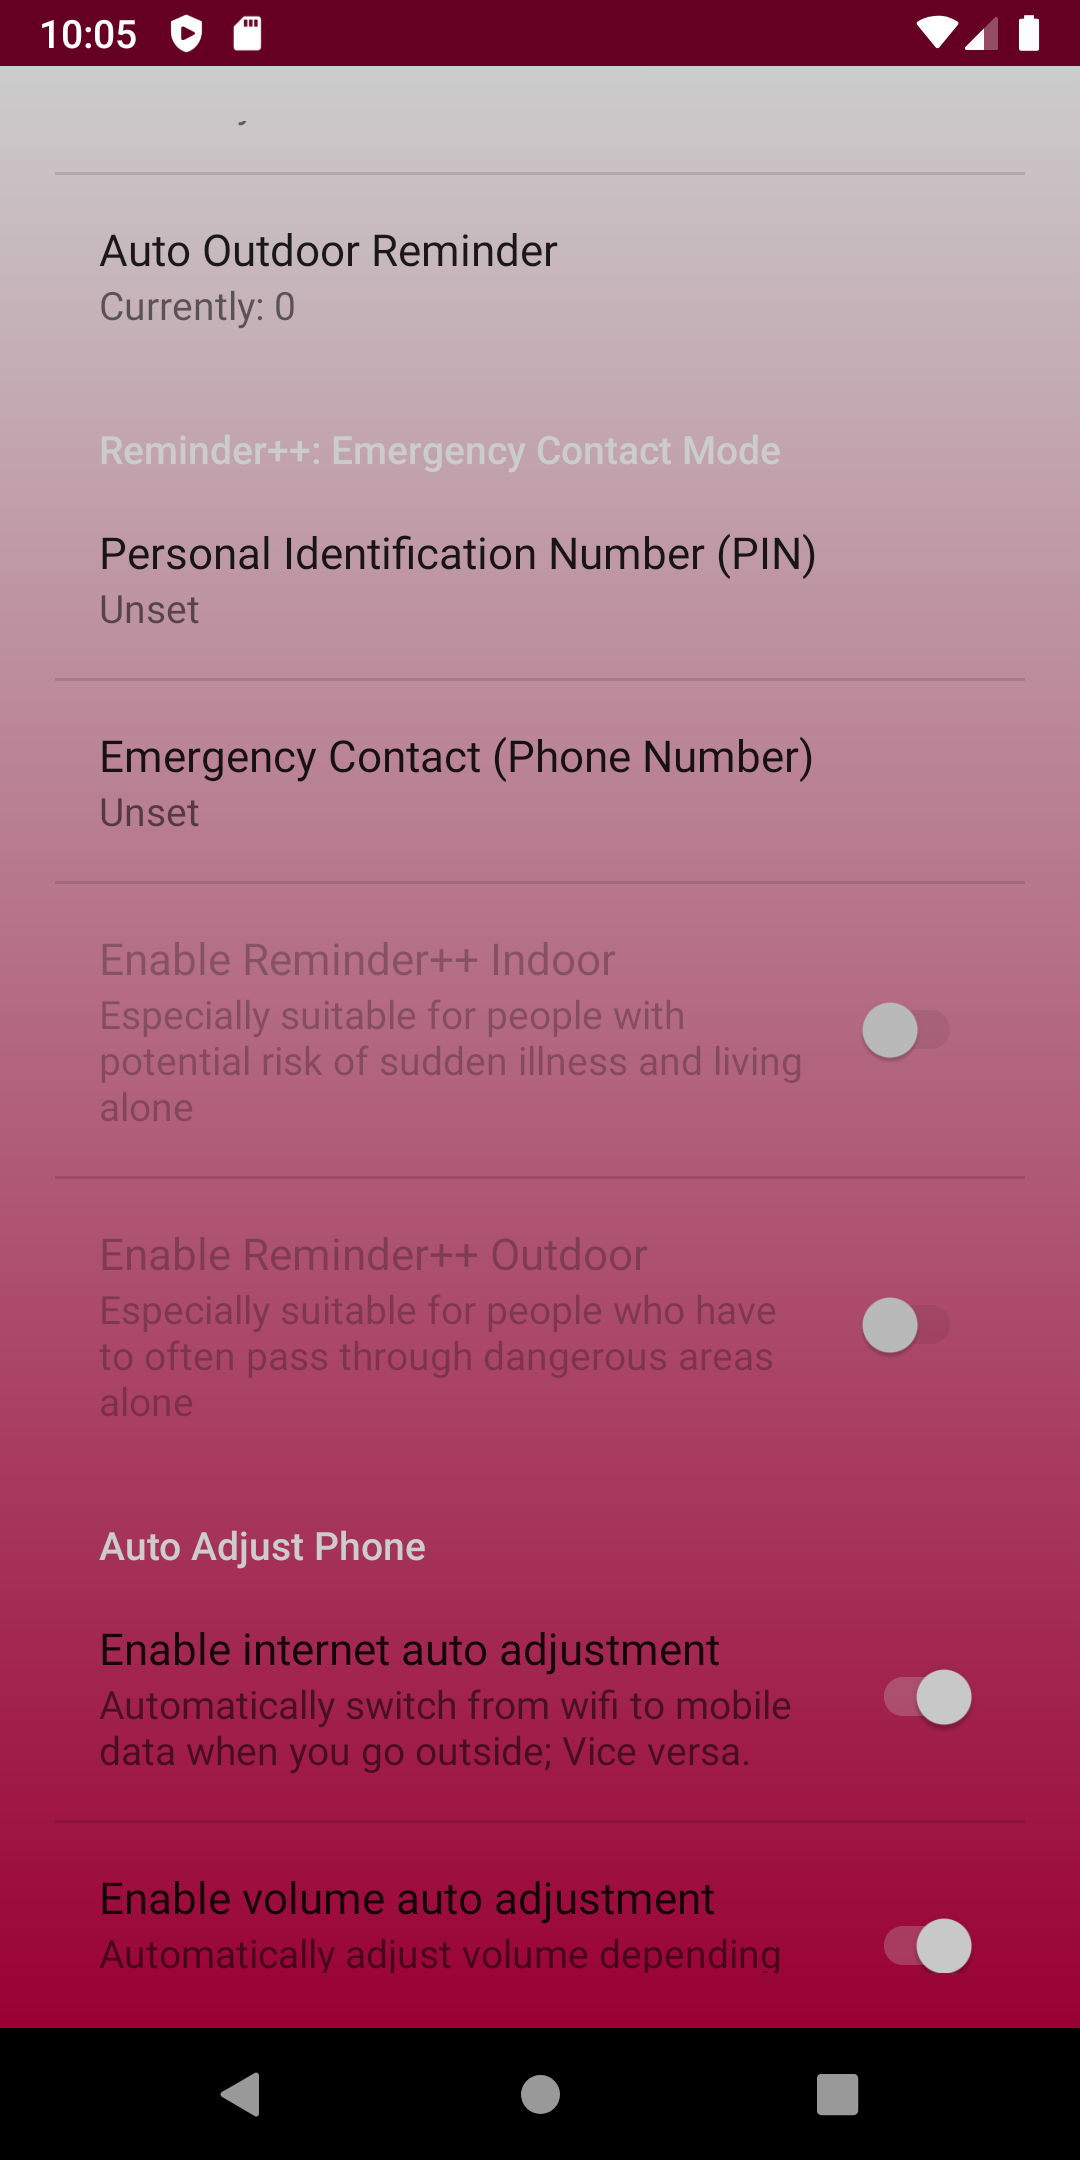 10:05
Auto Outdoor Reminder
Currently: 0
Reminder++: Emergency Contact Mode
Personal Identification Number (PIN)
Unset
Emergency Contact (Phone Number)
Unset
Enable Reminder++ Indoor
Especially suitable for people with
potential risk of sudden illness and living
alone
Enable Reminder++ Outdoor
Especially suitable for people who have
to often pass through dangerous areas
alone
Auto Adjust Phone
Enable internet auto adjustment
Automatically switch from wifi to mobile
data when you go outside; Vice versa.
Enable volume auto adjustment
Automatically adjust volume depending